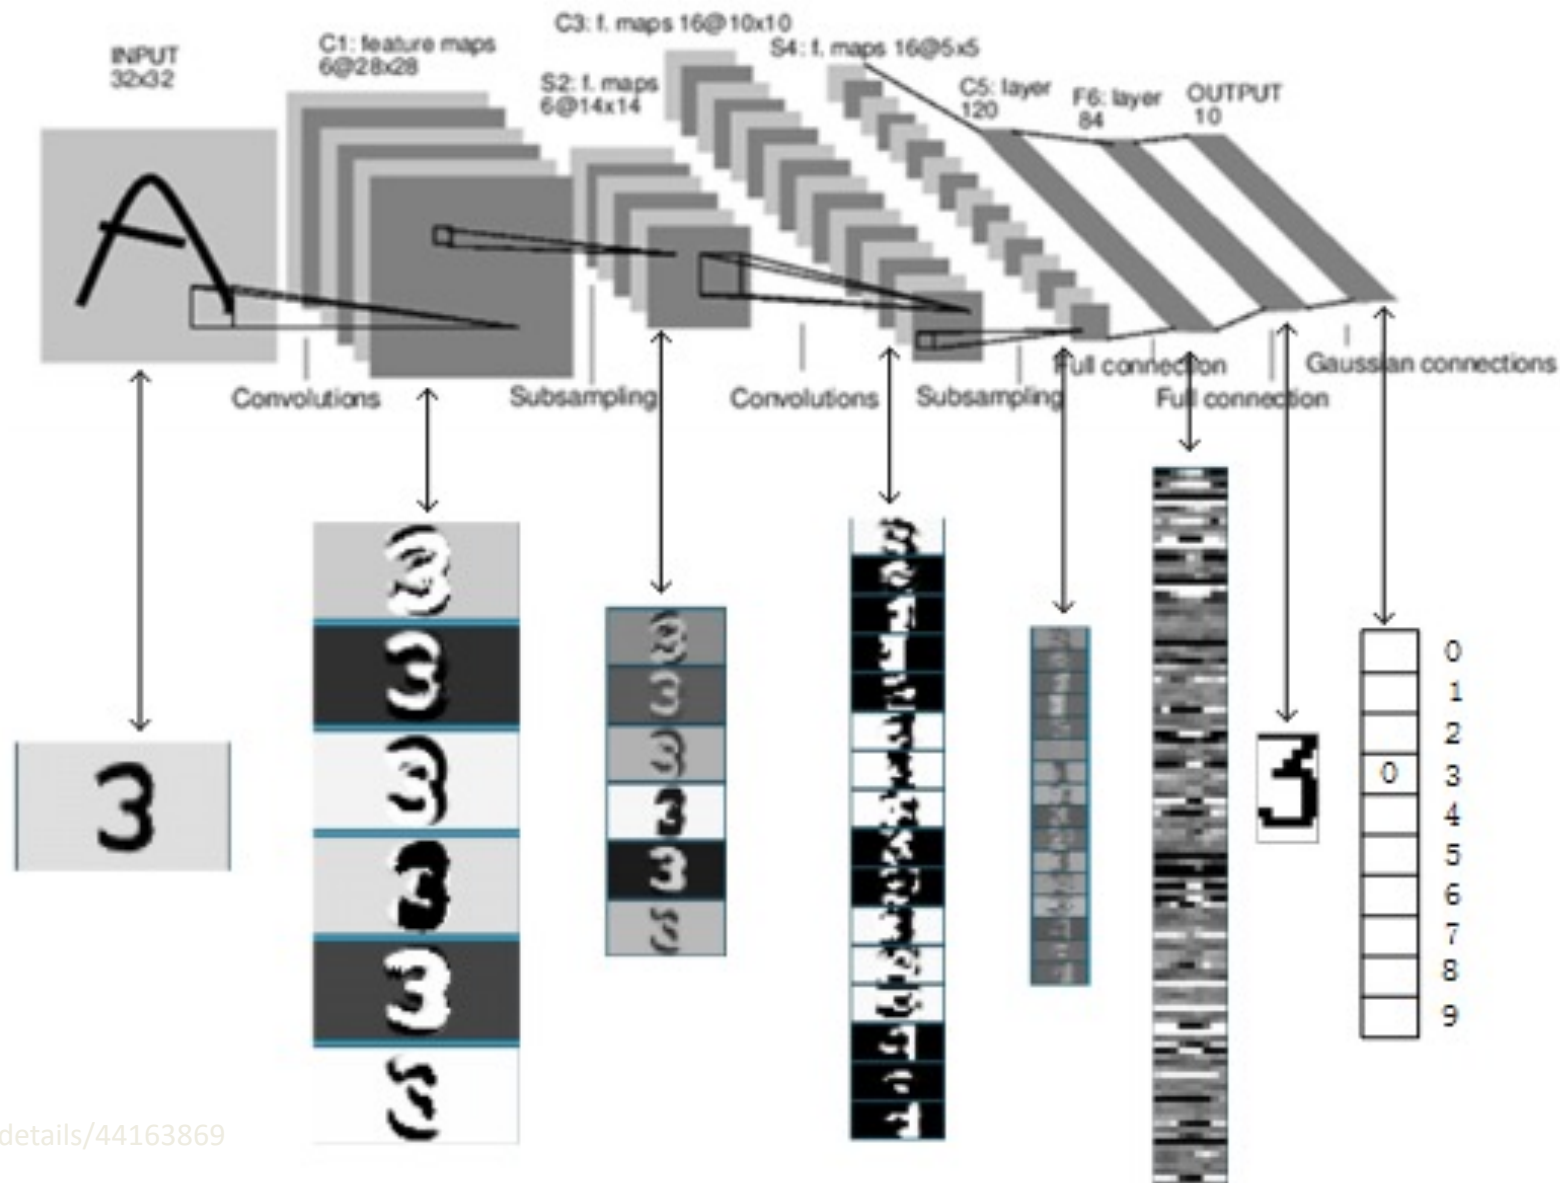 INPUT
32x32
C1: feature maps
6@28x28
S2: f. maps
6@14x14
C3: f. maps 16@10x10
S4: f. maps 16@5x5
C5: layer
120
F6: layer
84
OUTPUT
10
Convolutions
Subsampling
Convolutions
Subsampling
Full connection
Full connection
Gaussian connections
A
3
3
0
0
1
2
3
4
5
6
7
8
9
details/44163869